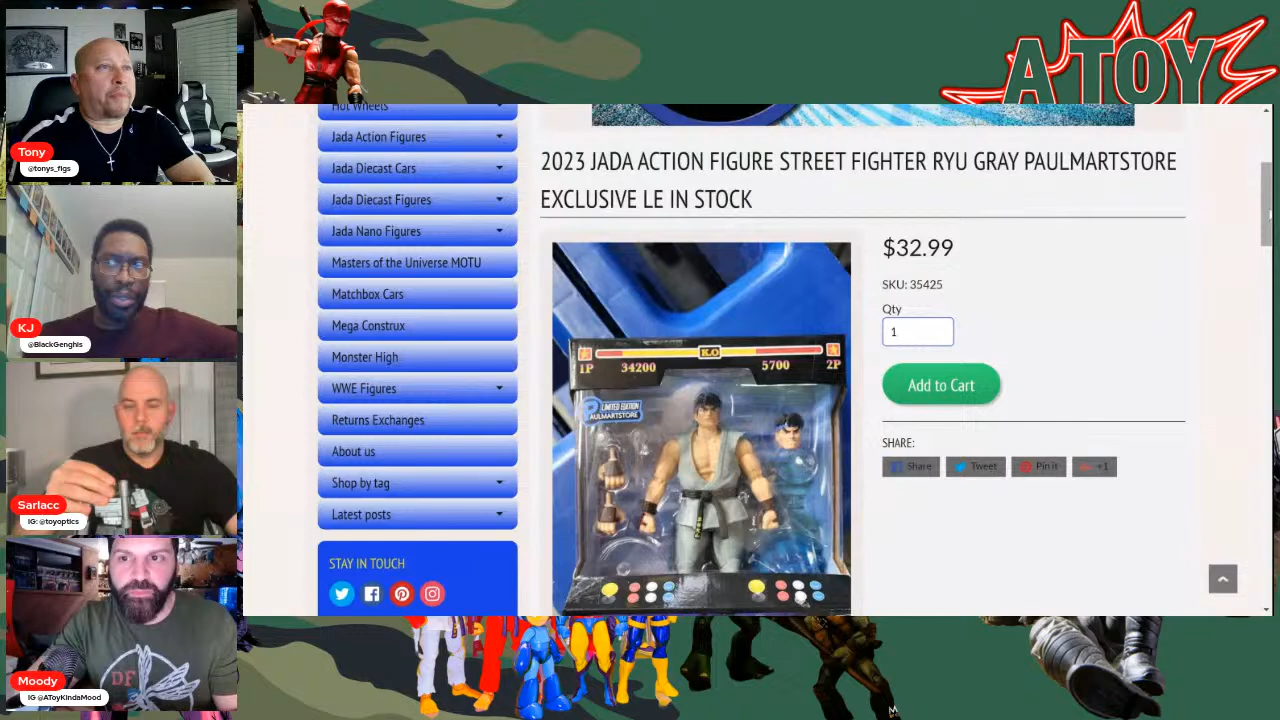 Tony
@tonys_figs
KJ
@BlackGenghis
Sarlacc
IG: @toyoptics
DF
Moody
IG @AToyKindaMood
A TOY
Hot Wheels
Jada Action Figures
Jada Diecast Cars
Jada Diecast Figures
Jada Nano Figures
Masters of the Universe MOTU
Matchbox Cars
Mega Construx
Monster High
WWE Figures
Returns Exchanges
About us
Shop by tag
Latest posts
STAY IN TOUCH
2023 JADA ACTION FIGURE STREET FIGHTER RYU GRAY PAULMARTSTORE
EXCLUSIVE LE IN STOCK
1P 34200 K.O 5700 2P
LIMITED EDITION
PAULMARTSTORE
$32.99
SKU: 35425
Qty
1
Add to Cart
SHARE:
Share Tweet Pin it +1